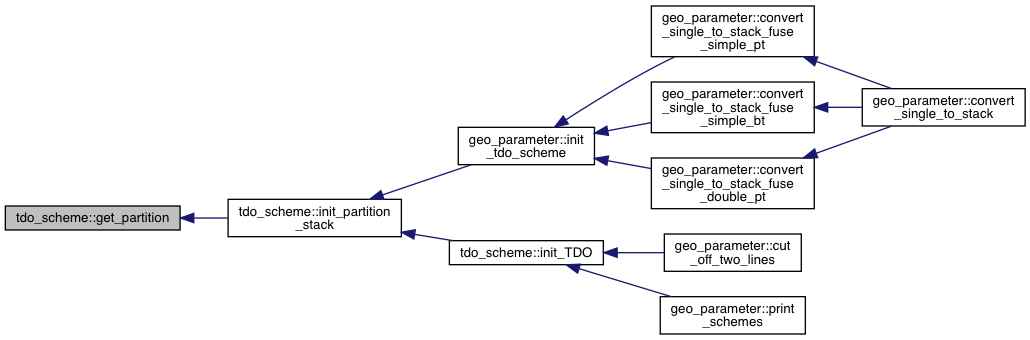 tdo_scheme::get_partition
tdo_scheme::init_partition
_stack
geo_parameter::init
_tdo_scheme
geo_parameter::convert
_single_to_stack_fuse
_simple_pt
geo_parameter::convert
_single_to_stack_fuse
_simple_bt
geo_parameter::convert
_single_to_stack_fuse
_double_pt
geo_parameter::convert
_single_to_stack
tdo_scheme::init_TDO
geo_parameter::cut
_off_two_lines
geo_parameter::print
_schemes